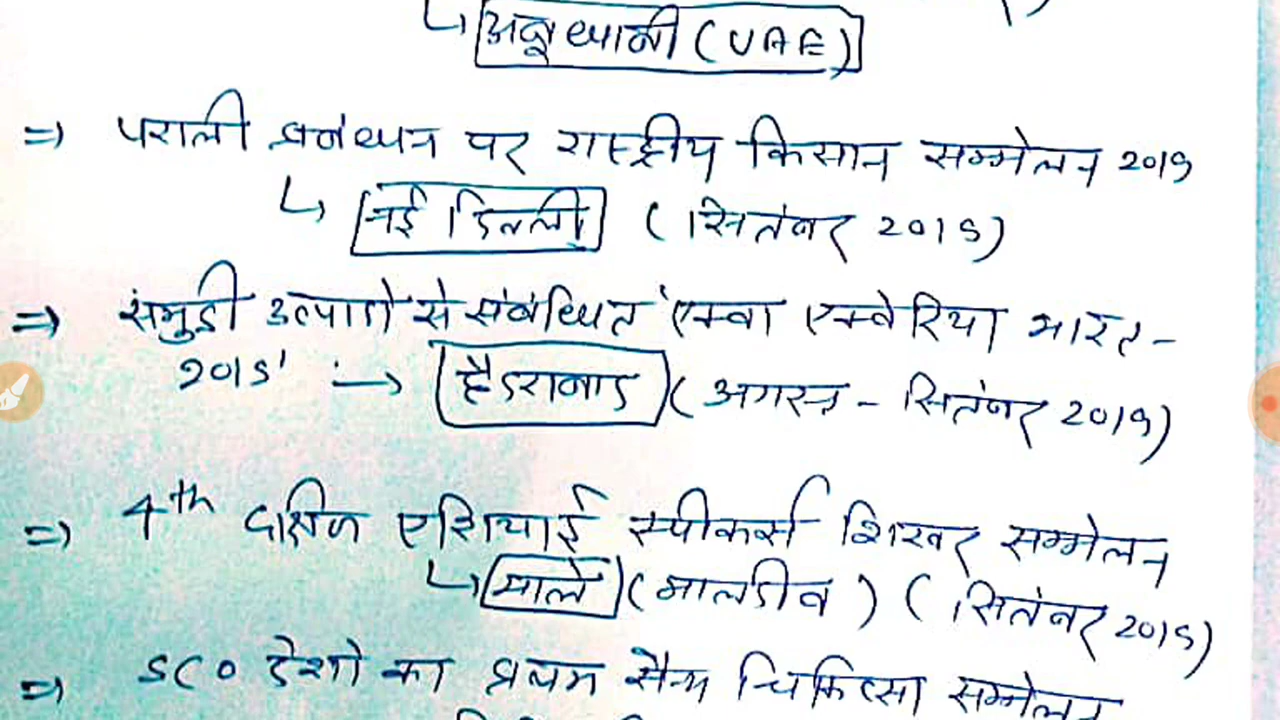 ↳ अबू धाबी (UAE)
⇒ पराली प्रबंधन पर राष्ट्रीय किसान सम्मेलन 2019
↳ नई दिल्ली (सितंबर 2019)
⇒ संमुद्री उत्पादो से संबंधित 'एक्वा एक्वेरिया भारत-
2019' :→ हैदराबाद (अगस्त - सितंबर 2019)
⇒ 4th दक्षिण एशियाई स्पीकर्स शिखर सम्मेलन
↳ माले (मालदीव) (सितंबर 2019)
⇒ SCO देशो का प्रथम सैन्य चिकित्सा सम्मेलन